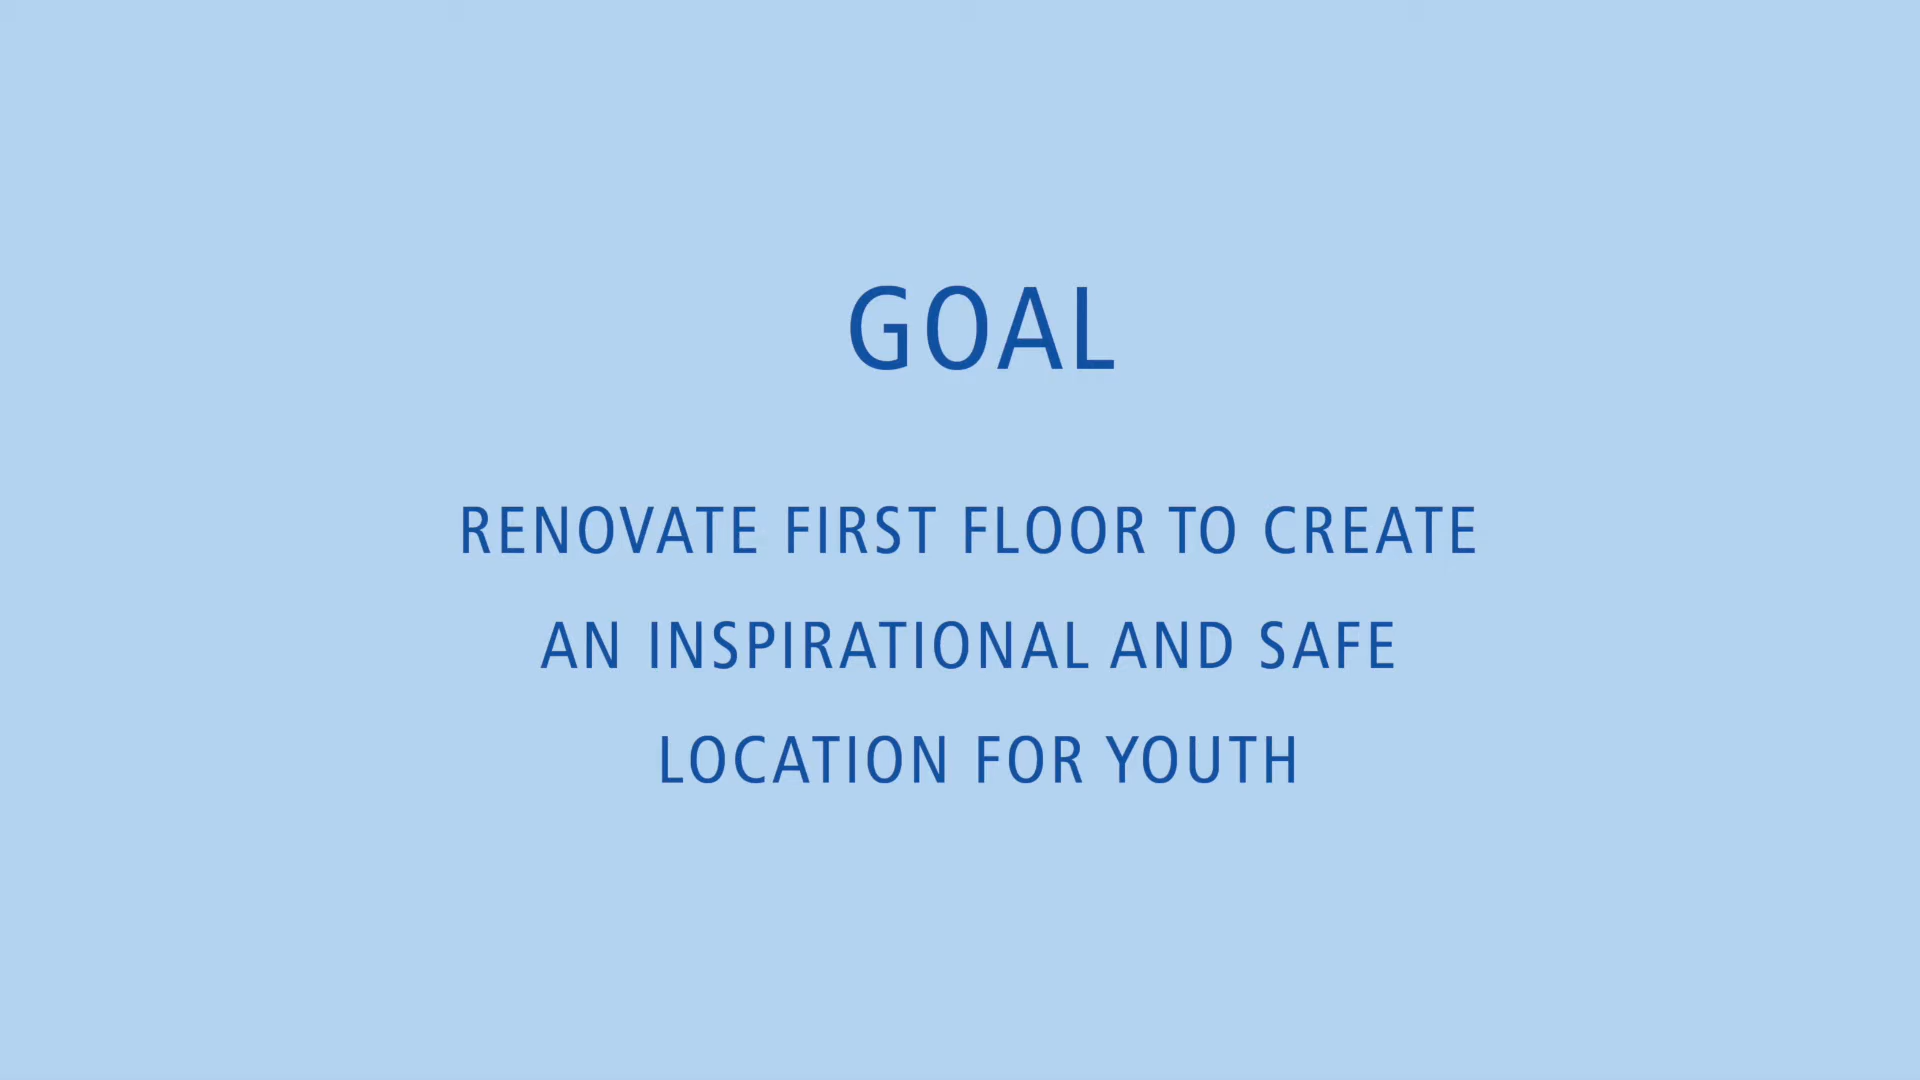 GOAL
RENOVATE FIRST FLOOR TO CREATE
AN INSPIRATIONAL AND SAFE
LOCATION FOR YOUTH